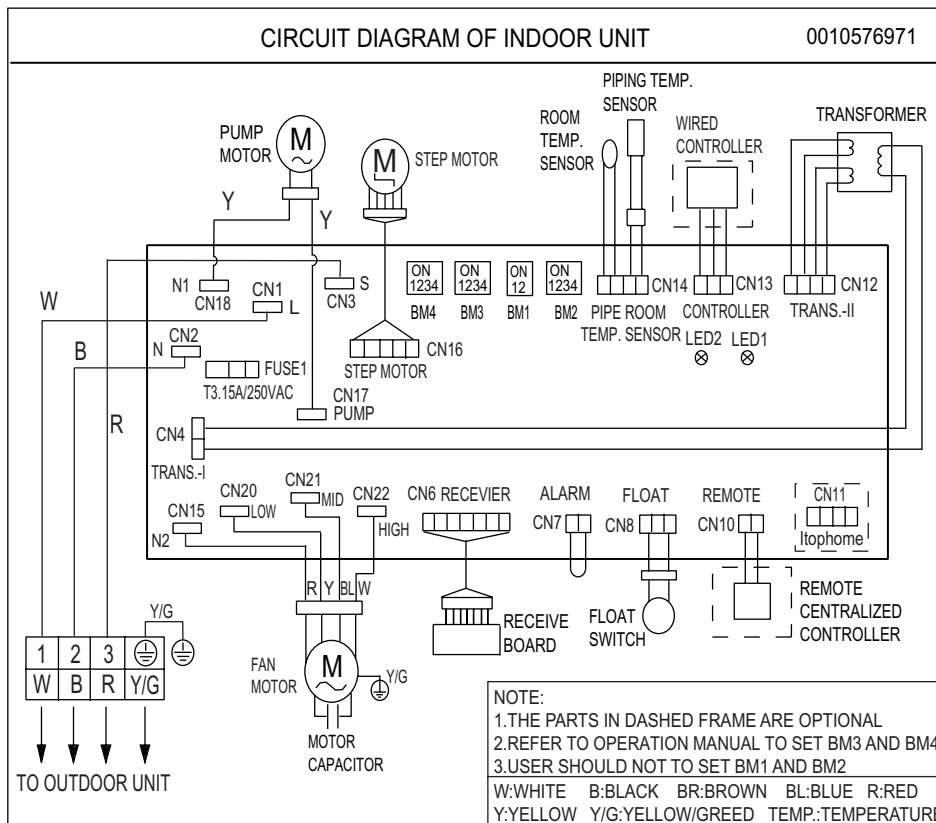 CIRCUIT DIAGRAM OF INDOOR UNIT
0010576971
PIPING TEMP.
SENSOR
ROOM
TEMP.
SENSOR
WIRED
CONTROLLER
TRANSFORMER
PUMP
MOTOR
M
M
STEP MOTOR
Y
Y
N1
CN18
CN1
L
S
CN3
ON
1234
BM4
ON
1234
BM3
ON
12
BM1
ON
1234
BM2
CN14
PIPE ROOM
TEMP. SENSOR
CN13
CONTROLLER
CN12
TRANS.-II
LED2
LED1
W
B
R
CN2
N
FUSE1
T3.15A/250VAC
CN16
STEP MOTOR
CN17
PUMP
CN4
TRANS.-I
CN15
N2
CN20
LOW
CN21
MID
CN22
HIGH
CN6 RECEVIER
ALARM
CN7
FLOAT
CN8
REMOTE
CN10
CN11
Itophome
R Y BL W
RECEIVE
BOARD
FLOAT
SWITCH
REMOTE
CENTRALIZED
CONTROLLER
Y/G
1 2 3
W B R Y/G
TO OUTDOOR UNIT
FAN
MOTOR
M
Y/G
MOTOR
CAPACITOR
NOTE:
1.THE PARTS IN DASHED FRAME ARE OPTIONAL
2.REFER TO OPERATION MANUAL TO SET BM3 AND BM4
3.USER SHOULD NOT TO SET BM1 AND BM2
W:WHITE B:BLACK BR:BROWN BL:BLUE R:RED
Y:YELLOW Y/G:YELLOW/GREED TEMP.:TEMPERATURE